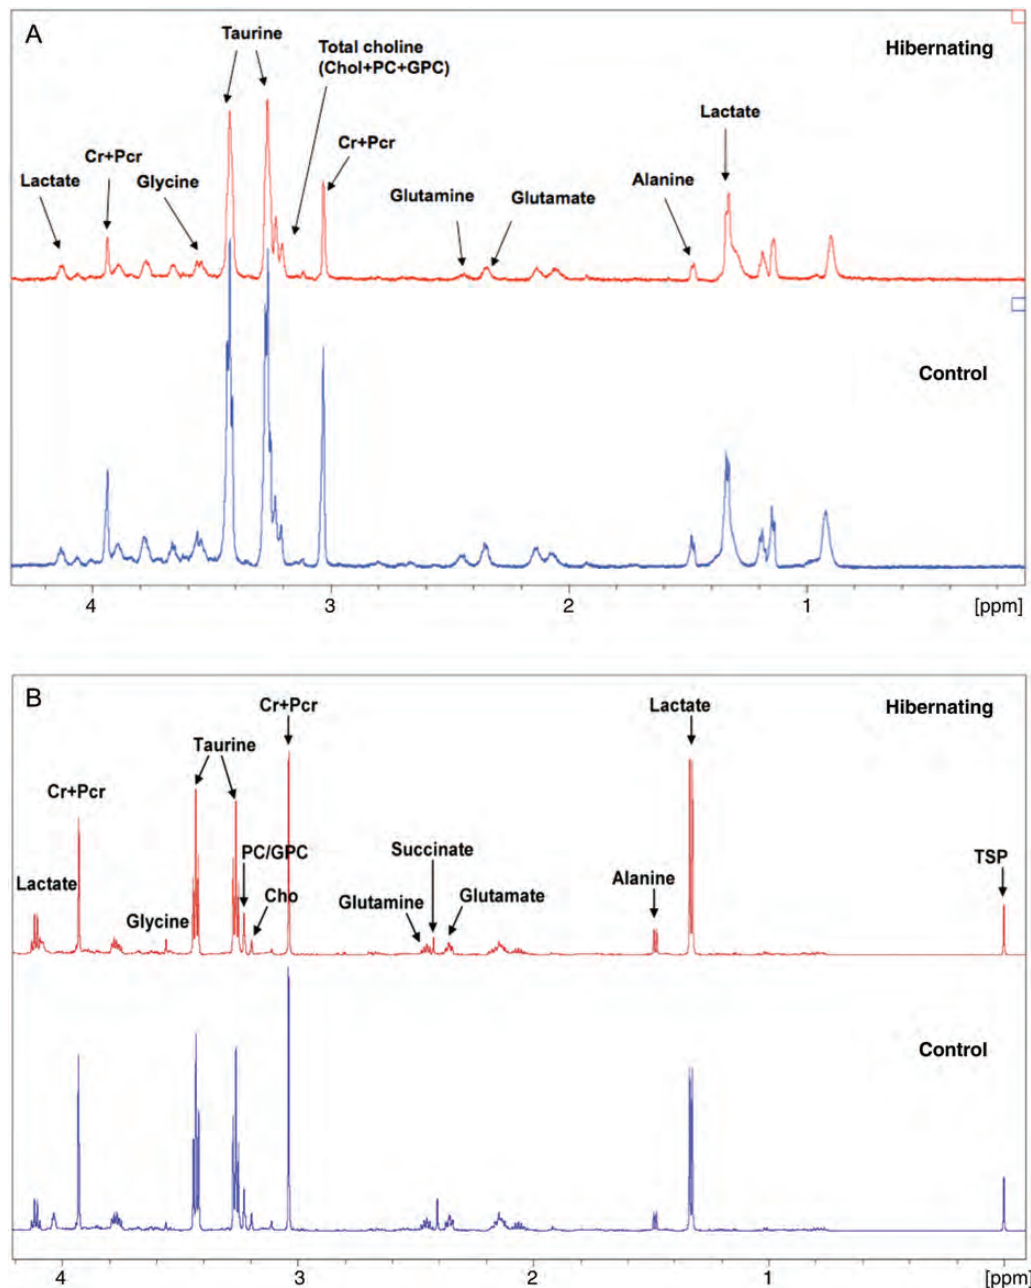 A
Hibernating
Taurine
Total choline
(Chol+PC+GPC)
Lactate
Cr+Pcr
Cr+Pcr
Lactate
Glycine
Glutamine
Glutamate
Alanine
Control
4
3
2
1
[ppm]
B
Hibernating
Cr+Pcr
Lactate
Taurine
Cr+Pcr
PC/GPC
Succinate
TSP
Lactate
Alanine
Glycine
Cho
Glutamine
Glutamate
Control
4
3
2
1
[ppm]